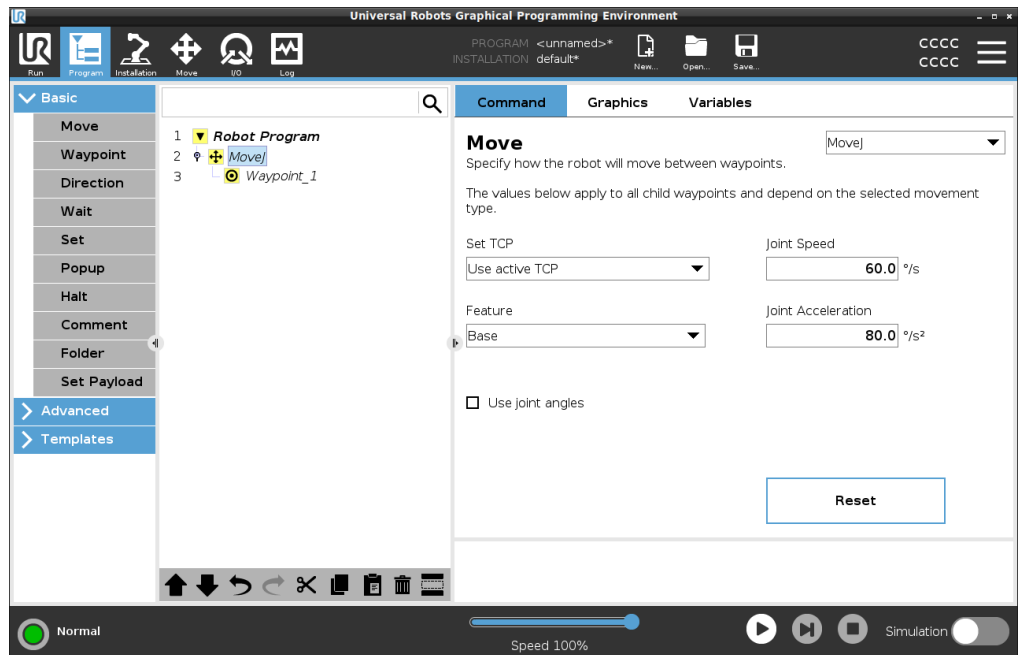 Universal Robots Graphical Programming Environment
UR
Run
Program
Installation
Move
I/O
Log
PROGRAM <unnamed>*
INSTALLATION default*
New...
Open...
Save...
CCCC
CCCC
Basic
Move
Waypoint
Direction
Wait
Set
Popup
Halt
Comment
Folder
Set Payload
Advanced
Templates
1 Robot Program
2 MoveJ
3 Waypoint_1
Command Graphics Variables
Move
MoveJ
Specify how the robot will move between waypoints.
The values below apply to all child waypoints and depend on the selected movement
type.
Set TCP
Joint Speed
Use active TCP
60.0 °/s
Feature
Joint Acceleration
Base
80.0 °/s²
Use joint angles
Reset
Normal
Speed 100%
Simulation